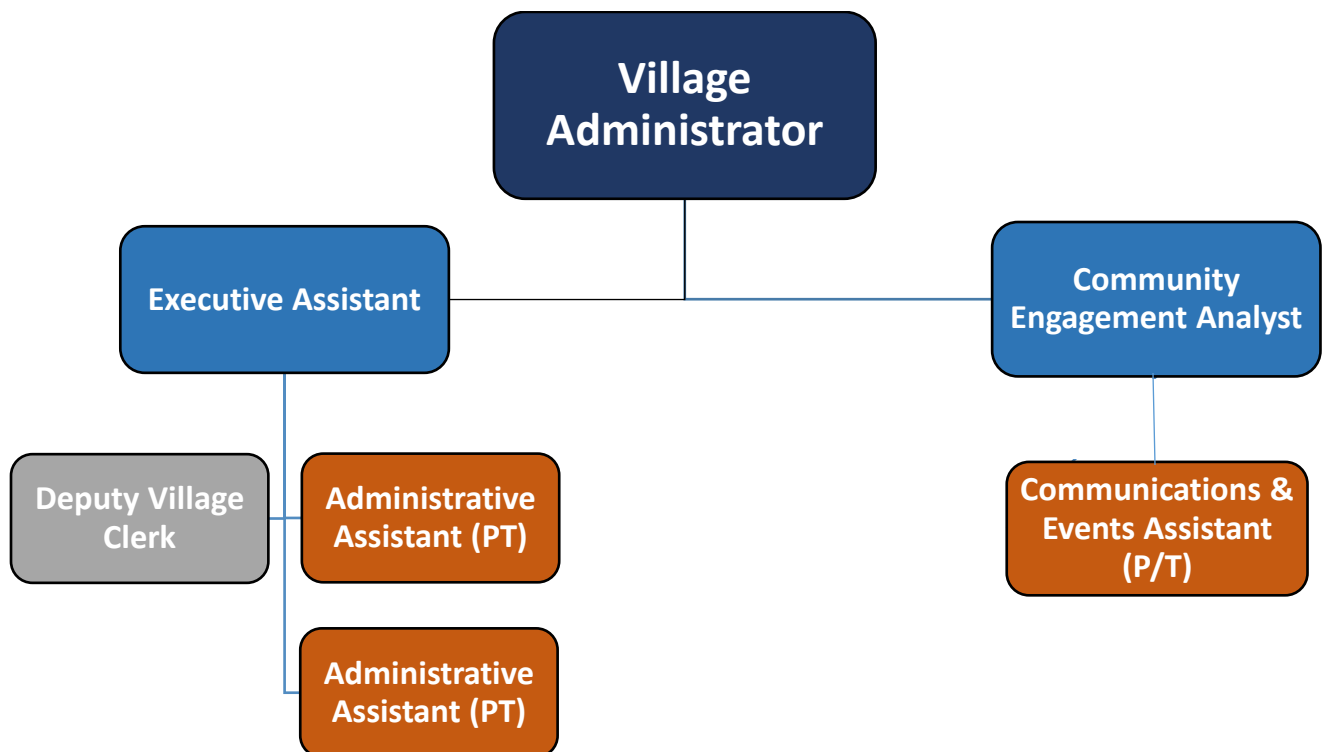 Village
Administrator
Executive Assistant
Community
Engagement Analyst
Deputy Village
Clerk
Administrative
Assistant (PT)
Communications &
Events Assistant
(P/T)
Administrative
Assistant (PT)